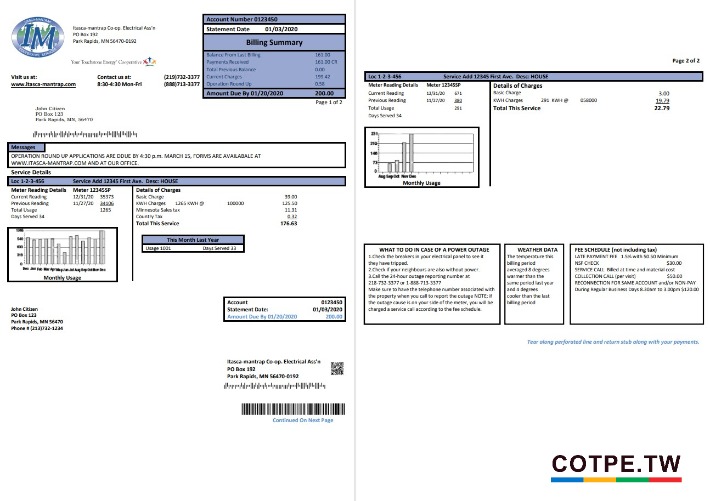 IM
Itasca-mantrap Co-op. Electrical Ass'n
PO Box 192
Park Rapids, MN 56470-0192
Your Touchstone Energy® Cooperative
Visit us at: Contact us at: (219)732-3377
www.itasca-mantrap.com 8:30-4:30 Mon-Fri (888)713-3377
Account Number 0123450
Statement Date 01/03/2020
Billing Summary
Balance From Last Billing 161.00
Payments Received 161.00 CR
Total Previous Balance 0.00
Current Charges 199.42
Operation Round Up 0.58
Amount Due By 01/20/2020 200.00
Page 1 of 2
John Citizen
PO Box 123
Park Rapids, MN, 56470
Messages
OPERATION ROUND UP APPLICATIONS ARE DDUE BY 4:30 p.m. MARCH 15, FORMS ARE AVAILABALE AT
WWW.ITASCA-MANTRAP.COM AND AT OUR OFFICE.
Service Details
Loc 1-2-3-456 Service Add 12345 First Ave. Desc: HOUSE
Meter Reading Details Meter 12345SP
Current Reading 12/31/20 35373
Previous Reading 11/27/20 34106
Total Usage 1265
Days Served 34
Details of Charges
Basic Charge 39.00
KWH Charges 1265 KWH @ 100000 125.50
Minnesota Sales tax 11.31
Country Tax 0.32
Total This Service 176.63
Monthly Usage
This Month Last Year
Usage 1001 Days Served 33
Account 0123450
Statement Date: 01/03/2020
Amount Due By 01/20/2020 200.00
John Citizen
PO Box 123
Park Rapids, MN 56470
Phone # (213)732-1234
Itasca-mantrap Co-op. Electrical Ass'n
PO Box 192
Park Rapids, MN 56470-0192
Continued On Next Page
Page 2 of 2
Loc 1-2-3-456 Service Add 12345 First Ave. Desc: HOUSE
Meter Reading Details Meter 12345SP
Current Reading 12/31/20 671
Previous Reading 11/27/20 380
Total Usage 291
Days Served 34
Details of Charges
Basic Charge 3.00
KWH Charges 291 KWH @ 058000 19.79
Total This Service 22.79
Aug Sep Oct Nov Dec
Monthly Usage
WHAT TO DO IN CASE OF A POWER OUTAGE
1.Check the breakers in your electrical panel to see it
they have tripped.
2.Check if your neighbours are also without power.
3.Call the 24-hour outage reporting number
218-732-3377 or 1-888-713-3377
Make sure to have the telephone number associated with
the property when you call to report the outage NOTE: If
the outage cause is on your side of the meter, you will be
charged a service call according to the fee schedule.
WEATHER DATA
The temperature this
billing period
averaged 8 degrees
warmer than the
same period last year
and 4 degrees
cooler than the last
billing period
FEE SCHEDULE (not including tax)
LATE PAYMENT FEE 1.5% with $0.50 Minimum
NSF CHECK $30.00
SERVICE CALL Billed at time and material cost
COLLECTION CALL (per visit) $50.00
RECONNECTION FOR SAME ACCOUNT and/or NON-PAY
During Regular Business Days 8.30am to 3.00pm $120.00
Tear along perforated line and return stub along with your payments.
COTPE.TW